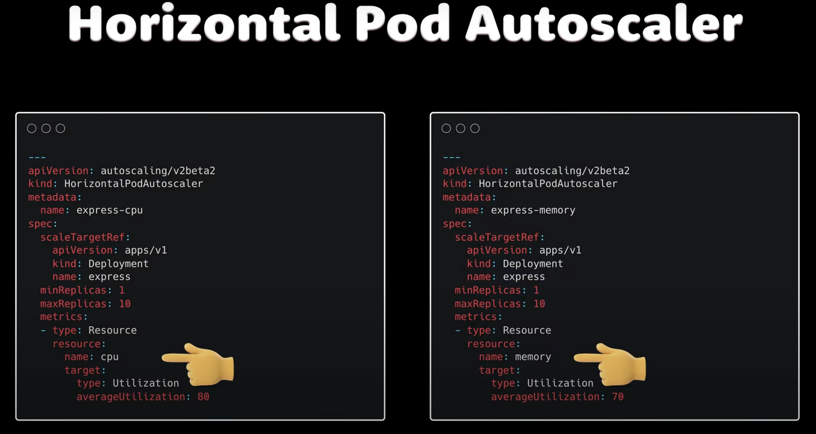 Horizontal Pod Autoscaler
---
apiVersion: autoscaling/v2beta2
kind: HorizontalPodAutoscaler
metadata:
  name: express-cpu
spec:
  scaleTargetRef:
    apiVersion: apps/v1
    kind: Deployment
    name: express
  minReplicas: 1
  maxReplicas: 10
  metrics:
  - type: Resource
    resource:
      name: cpu
      target:
        type: Utilization
        averageUtilization: 80
---
apiVersion: autoscaling/v2beta2
kind: HorizontalPodAutoscaler
metadata:
  name: express-memory
spec:
  scaleTargetRef:
    apiVersion: apps/v1
    kind: Deployment
    name: express
  minReplicas: 1
  maxReplicas: 10
  metrics:
  - type: Resource
    resource:
      name: memory
      target:
        type: Utilization
        averageUtilization: 70